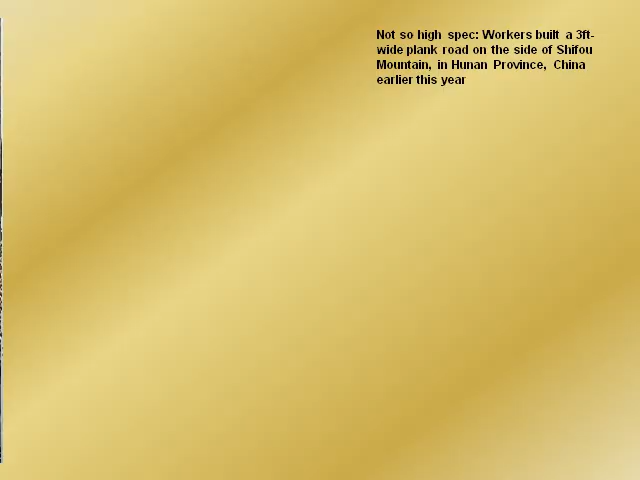 Not so high spec: Workers built a 3ft-
wide plank road on the side of Shifou
Mountain, in Hunan Province, China
earlier this year